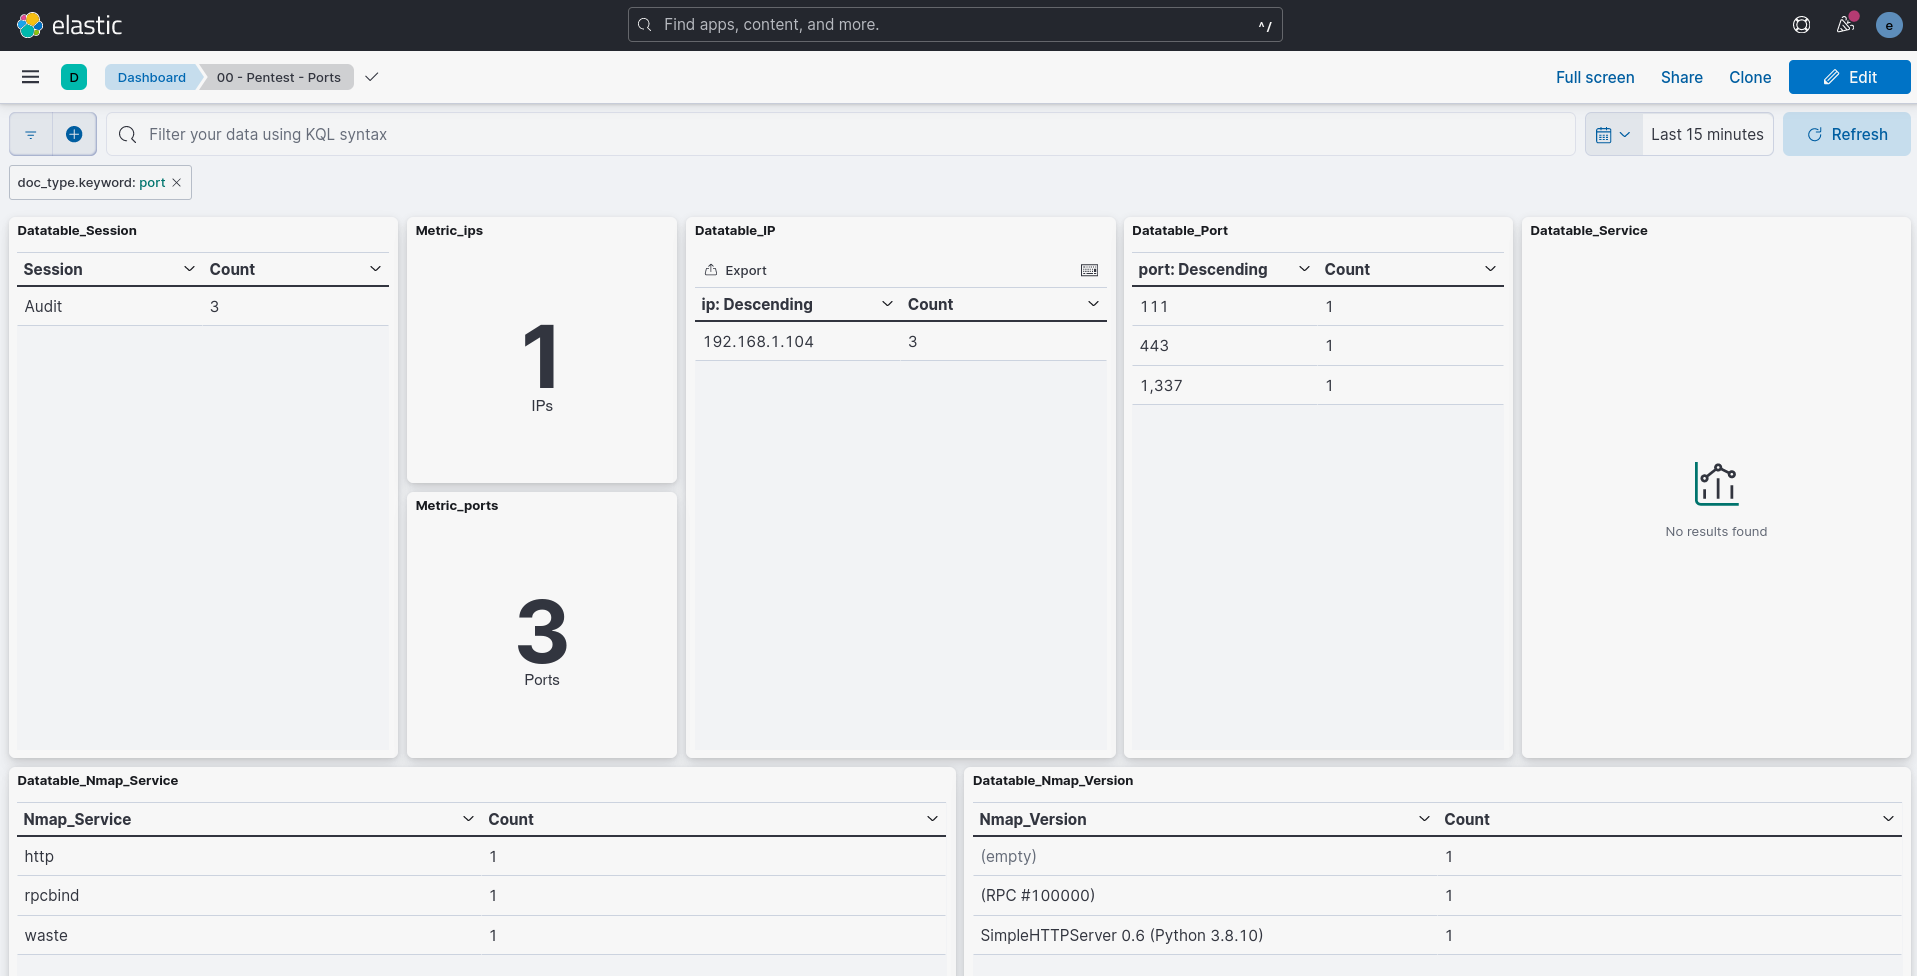 elastic
Find apps, content, and more.
^/
e
D
Dashboard
00 - Pentest - Ports
Full screen
Share
Clone
Edit
Filter your data using KQL syntax
Last 15 minutes
Refresh
doc_type.keyword: port
Datatable_Session
Session Count
Audit 3
Metric_ips
1
IPs
Metric_ports
3
Ports
Datatable_IP
Export
ip: Descending Count
192.168.1.104 3
Datatable_Port
port: Descending Count
111 1
443 1
1,337 1
Datatable_Service
No results found
Datatable_Nmap_Service
Nmap_Service Count
http 1
rpcbind 1
waste 1
Datatable_Nmap_Version
Nmap_Version Count
(empty) 1
(RPC #100000) 1
SimpleHTTPServer 0.6 (Python 3.8.10) 1